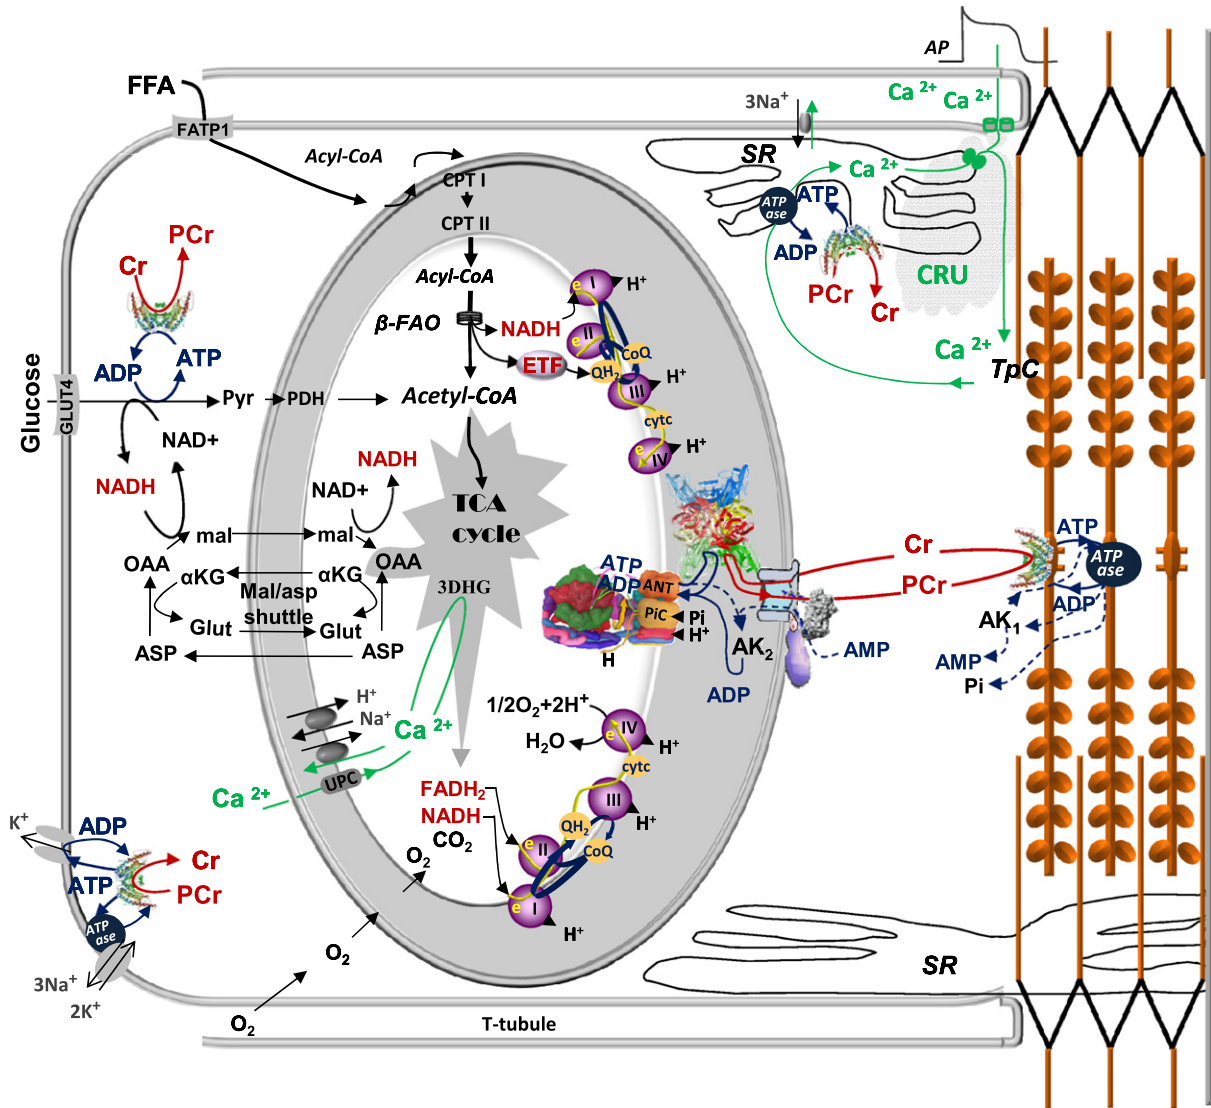 AP
FFA
FATP1
Ca 2+
Ca 2+
3Na+
Acyl-CoA
SR
Ca 2+
CPT I
CPT II
ATP
ase
ATP
ADP
PCr
Cr
CRU
PCr
Cr
Acyl-CoA
β-FAO
NADH
ETF
e
I
H+
e
II
CoQ
QH2
III
H+
cytc
e
IV
H+
Ca 2+
TpC
ADP
ATP
Glucose
GLUT4
Pyr
PDH
Acetyl-CoA
NAD+
NADH
NADH
NAD+
TCA
cycle
mal
mal
OAA
OAA
αKG
αKG
Mal/asp
shuttle
3DHG
Glut
Glut
ASP
ASP
ATP
ADP
ANT
PiC
Pi
H+
H
AK2
ADP
AMP
Cr
PCr
ATP
ATP
ase
ADP
AK1
AMP
Pi
H+
Na+
Ca 2+
UPC
Ca 2+
1/2O2+2H+
H2O
e
IV
H+
cytc
FADH2
NADH
CO2
III
H+
QH2
CoQ
e
II
e
I
H+
O2
O2
O2
K+
ADP
ATP
Cr
PCr
ATP
ase
3Na+
2K+
SR
T-tubule